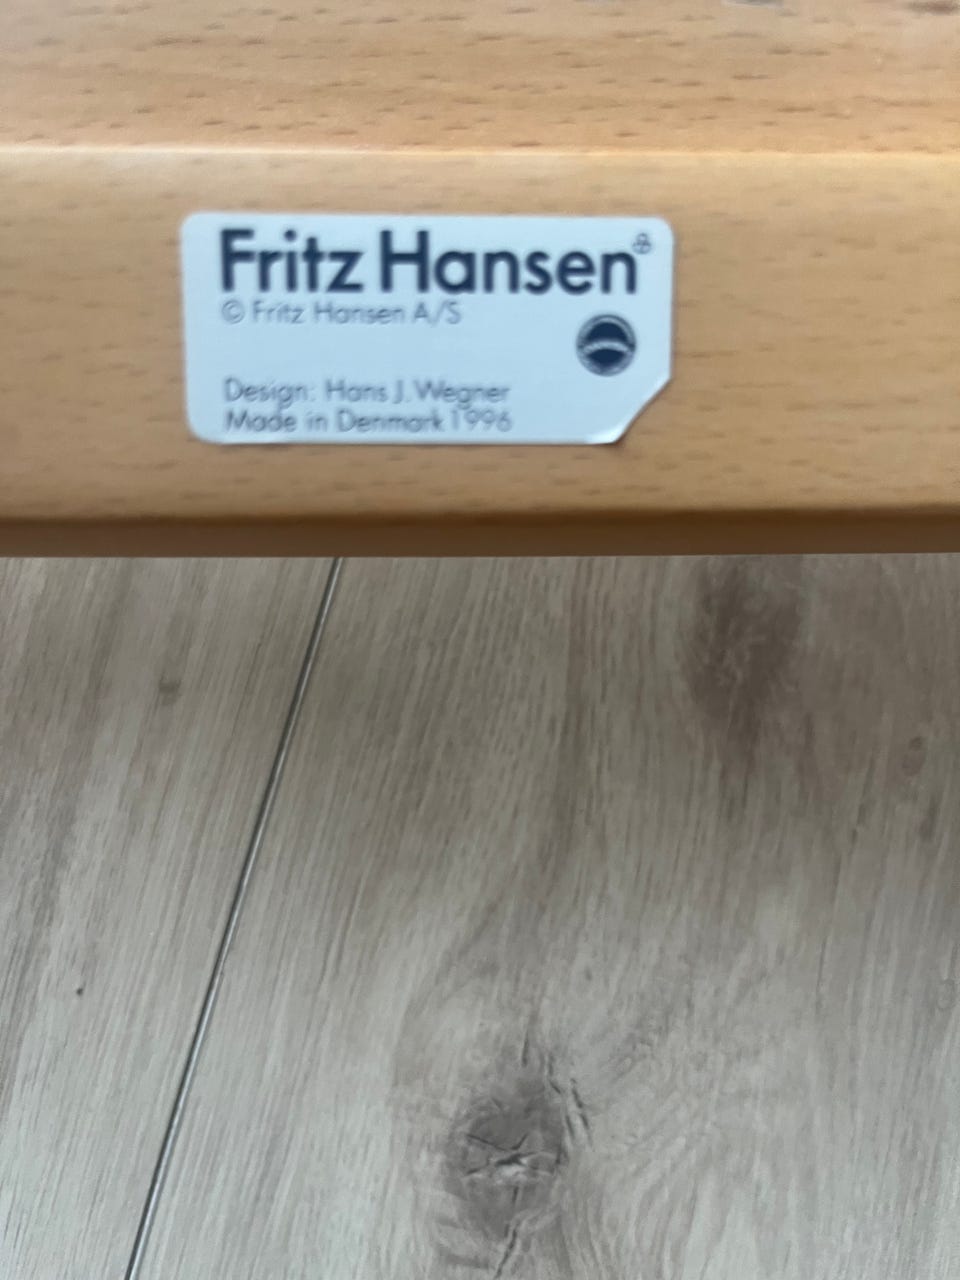 Fritz Hansen®
© Fritz Hansen A/S
Design: Hans J. Wegner
Made in Denmark 1996